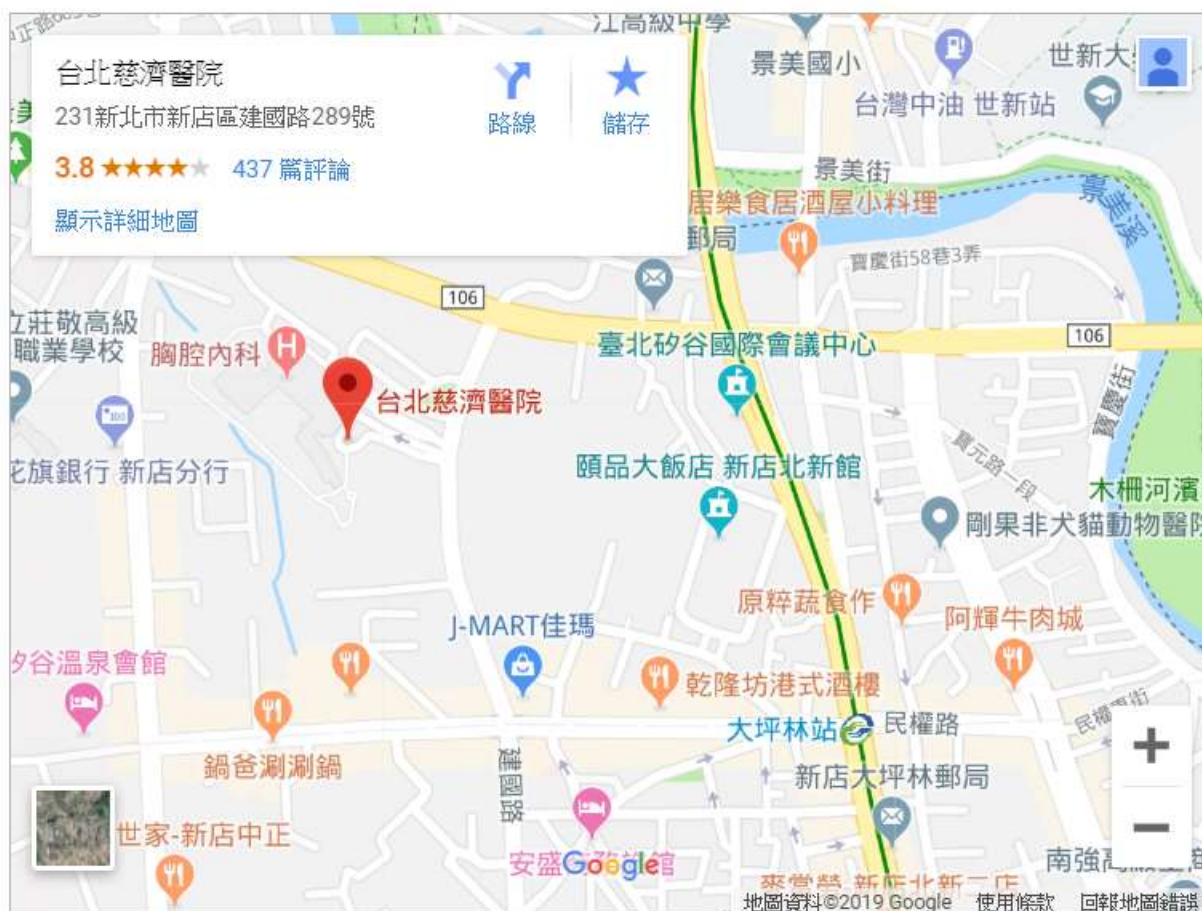 江高級中學
景美國小
世新大
台灣中油 世新站
台北慈濟醫院
231新北市新店區建國路289號
3.8
437 篇評論
顯示詳細地圖
路線
儲存
景美街
景美溪
居樂食居酒屋小料理
郵局
寶慶街58巷3弄
106
106
立莊敬高級
職業學校
胸腔內科
臺北矽谷國際會議中心
寶慶街
台北慈濟醫院
花旗銀行 新店分行
頤品大飯店 新店北新館
寶元路一段
木柵河濱
剛果非犬貓動物醫院
原粹蔬食作
阿輝牛肉城
J-MART佳瑪
矽谷溫泉會館
乾隆坊港式酒樓
大坪林站
民權路
鍋爸涮涮鍋
建國路
新店大坪林郵局
世家-新店中正
安盛
館
Google
南強高
麥當勞 新店北新二店
地圖資料©2019 Google
使用條款
回報地圖錯誤